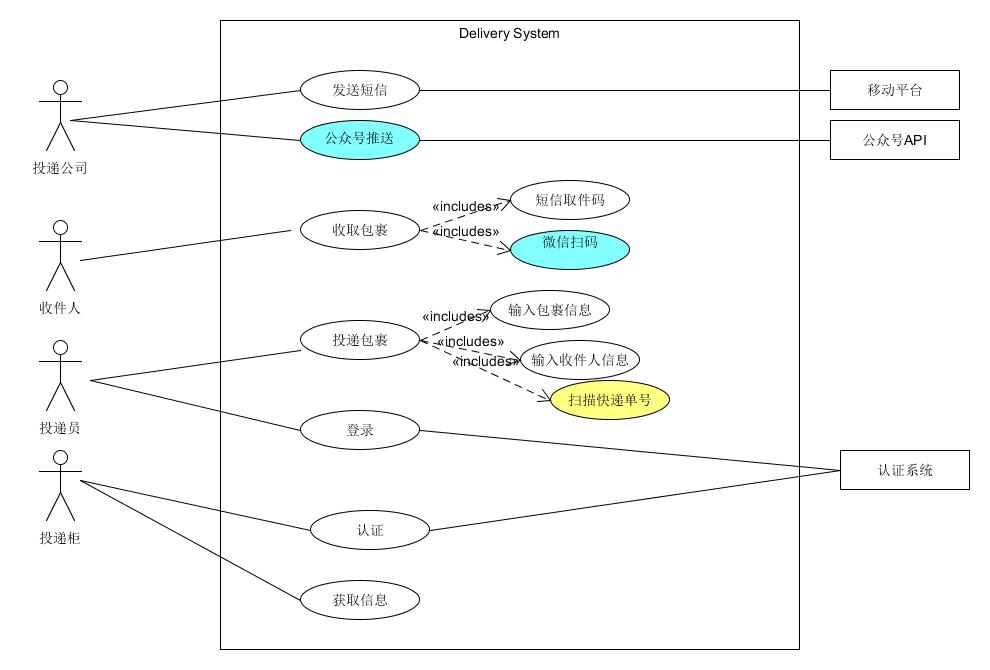 Delivery System
发送短信
移动平台
公众号推送
公众号API
投递公司
短信取件码
«includes»
收取包裹
«includes»
微信扫码
收件人
输入包裹信息
«includes»
投递包裹
«includes»
输入收件人信息
«includes»
扫描快递单号
投递员
登录
认证系统
认证
投递柜
获取信息